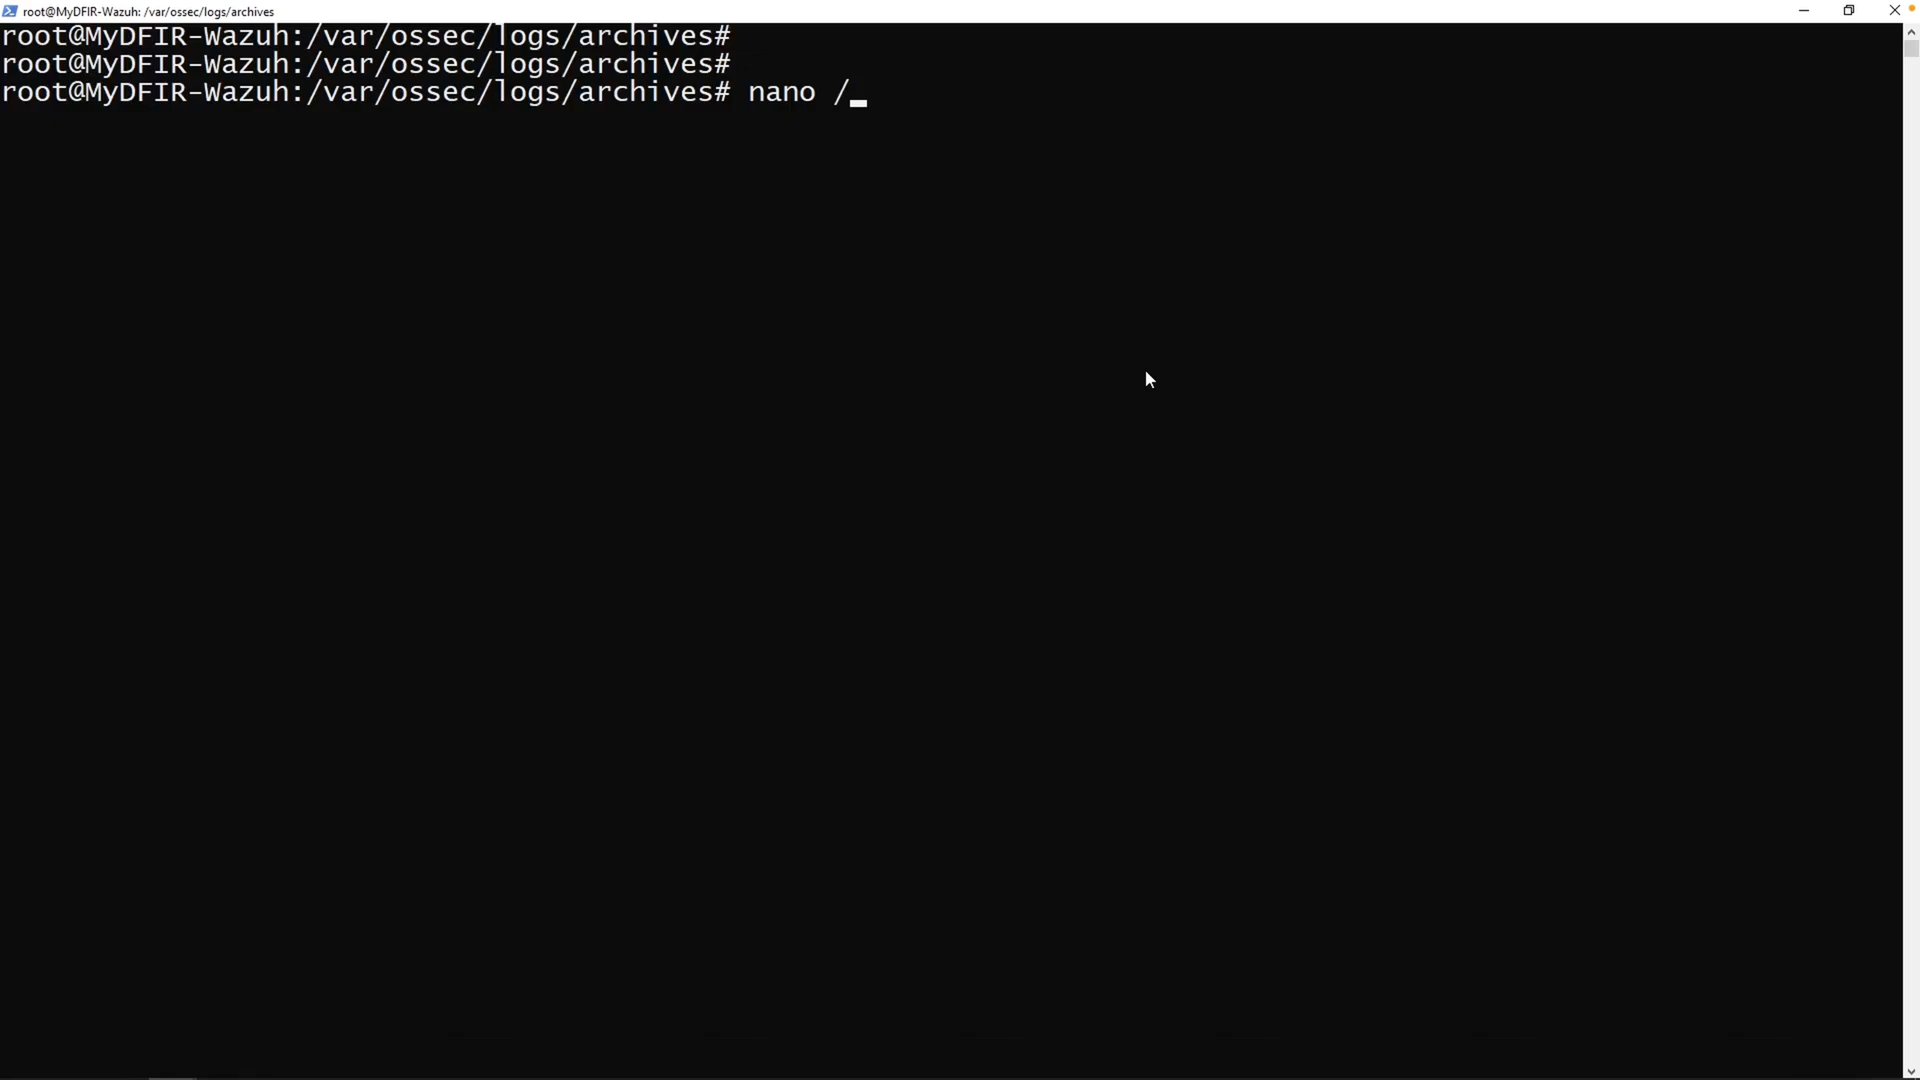 root@MyDFIR-Wazuh: /var/ossec/logs/archives
root@MyDFIR-Wazuh:/var/ossec/logs/archives#
root@MyDFIR-Wazuh:/var/ossec/logs/archives#
root@MyDFIR-Wazuh:/var/ossec/logs/archives# nano /_